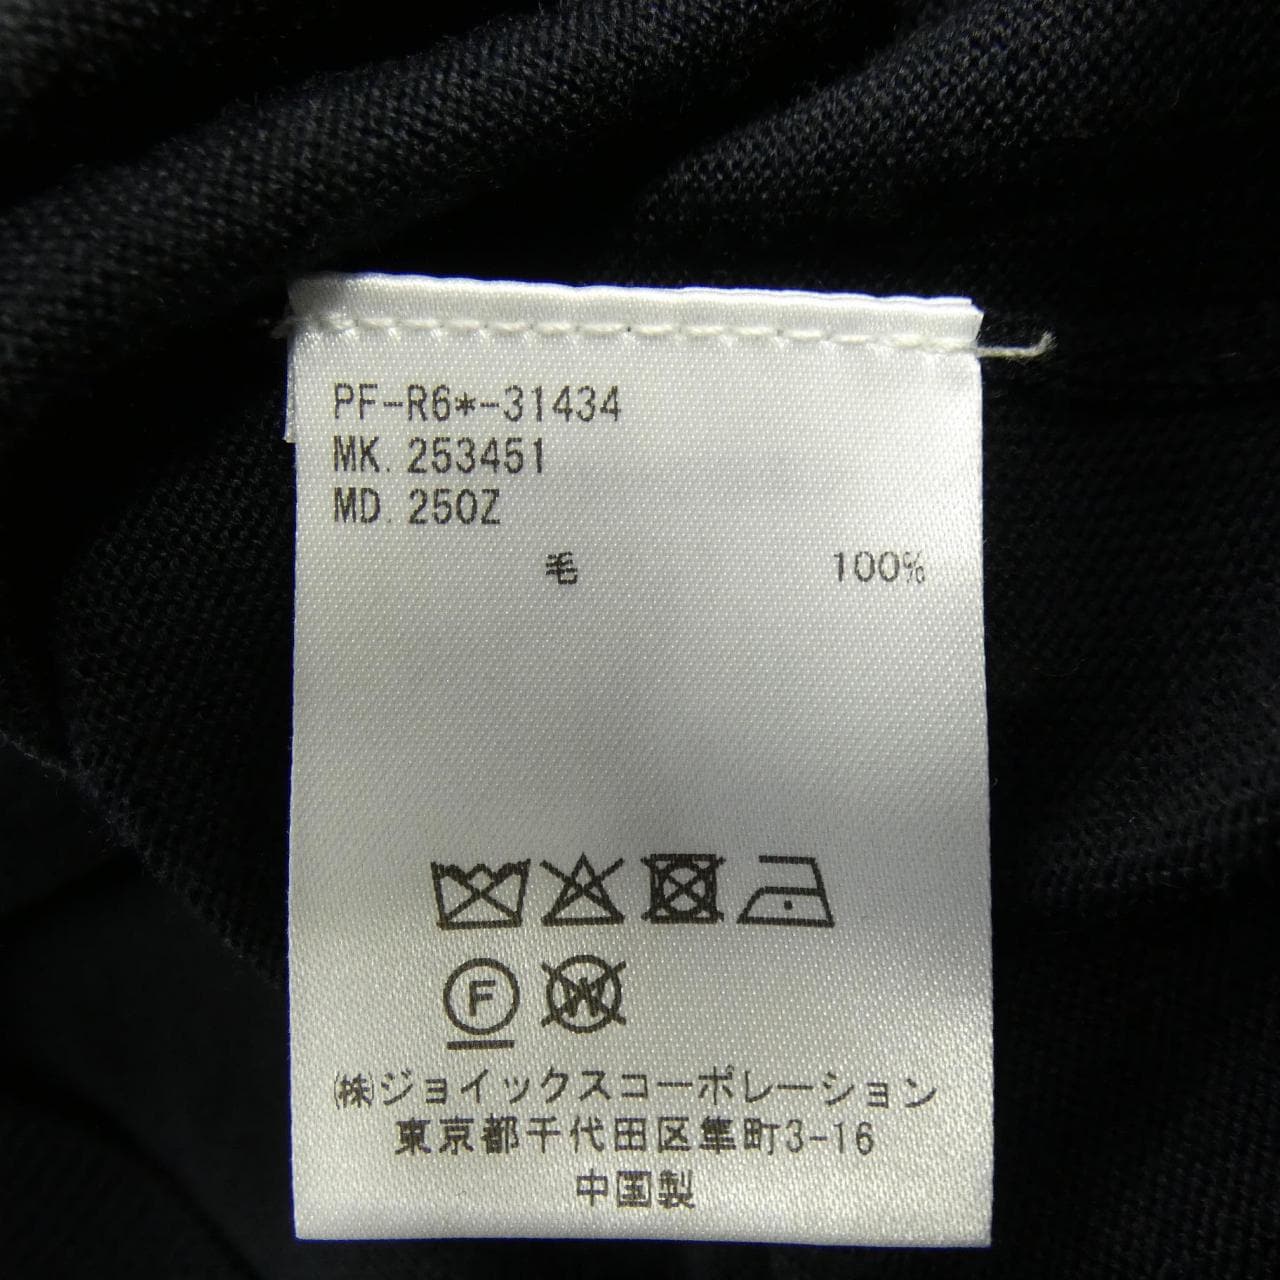 PF-R6*-31434
MK. 253451
MD. 250Z
毛 100%
F W
㈱ジョイックスコーポレーション
東京都千代田区隼町3-16
中国製